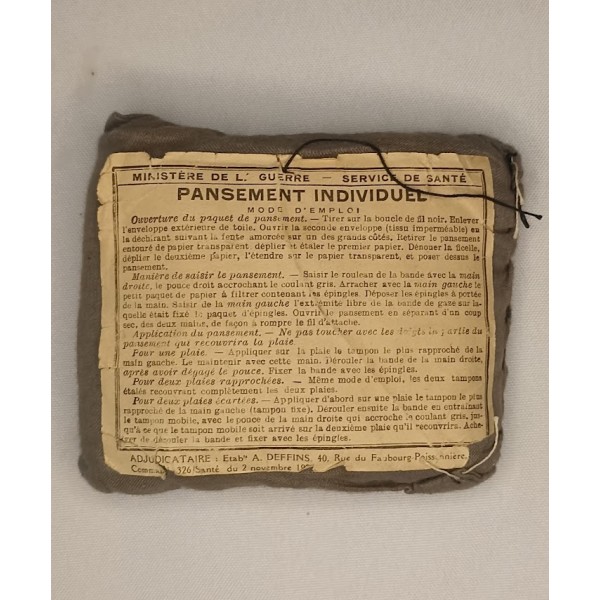 MINISTÈRE DE L. GUERRE — SERVICE DE SANTÉ
PANSEMENT INDIVIDUEL
MODE D'EMPLOI
Ouverture du paquet de pansement. — Tirer sur la boucle de fil noir. Enlever
l'enveloppe extérieure de toile. Ouvrir la seconde enveloppe (tissu imperméable) en
la déchirant suivant la fente amorcée sur un des grands côtés. Retirer le pansement
entouré de papier transparent déplier et étaler le premier papier. Dénouer la ficelle,
déplier le deuxième papier, l'étendre sur le papier transparent, et poser dessus le
pansement.
Manière de saisir le pansement. — Saisir le rouleau de la bande avec la main
droite, le pouce droit accrochant le coulant gris. Arracher avec la main gauche le
petit paquet de papier à filtrer contenant les épingles. Déposer les épingles à portée
de la main. Saisir de la main gauche l'extrémité libre de la bande de gaze sur la-
quelle était fixé le paquet d'épingles. Ouvrir le pansement en séparant d'un coup
sec, des deux mains, de façon à rompre le fil d'attache.
Application du pansement. — Ne pas toucher avec les doigts la partie du
pansement qui recouvrira la plaie
Pour une plaie. — Appliquer sur la plaie le tampon le plus rapproché de la
main gauche. Le maintenir avec cette main. Dérouler la bande de la main droite,
après avoir dégagé le pouce. Fixer la bande avec les épingles.
Pour deux plaies rapprochées. — Même mode d'emploi, les deux tampons
étalés recouvrant complètement les deux plaies.
Pour deux plaies écartées. — Appliquer d'abord sur une plaie le tampon le plus
rapproché de la main gauche (tampon fixe). Dérouler ensuite la bande en entraînant
le tampon mobile, avec le pouce de la main droite qui accroche le coulant gris, jus-
qu'à ce que le tampon mobile soit arrivé sur la deuxième plaie qu'il recouvrira. Ache-
ver de dérouler la bande et fixer avec les épingles.
ADJUDICATAIRE : Etabts A. DEFFINS, 40, Rue du Faubourg-Poissonnière.
326/Santé du 2 novembre